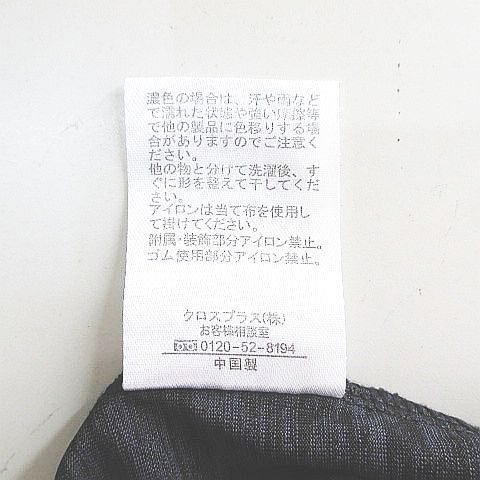 濃色の場合は、汗や雨など
で濡れた状態や強い摩擦等
で他の製品に色移りする場
合がありますのでご注意く
ださい。
他の物と分けて洗濯後、す
ぐに形を整えて干してくだ
さい。
アイロンは当て布を使用し
て掛けてください。
附属・装飾部分アイロン禁止。
ゴム使用部分アイロン禁止。
クロスプラス(株)
お客様相談室
0120-52-8194
中国製